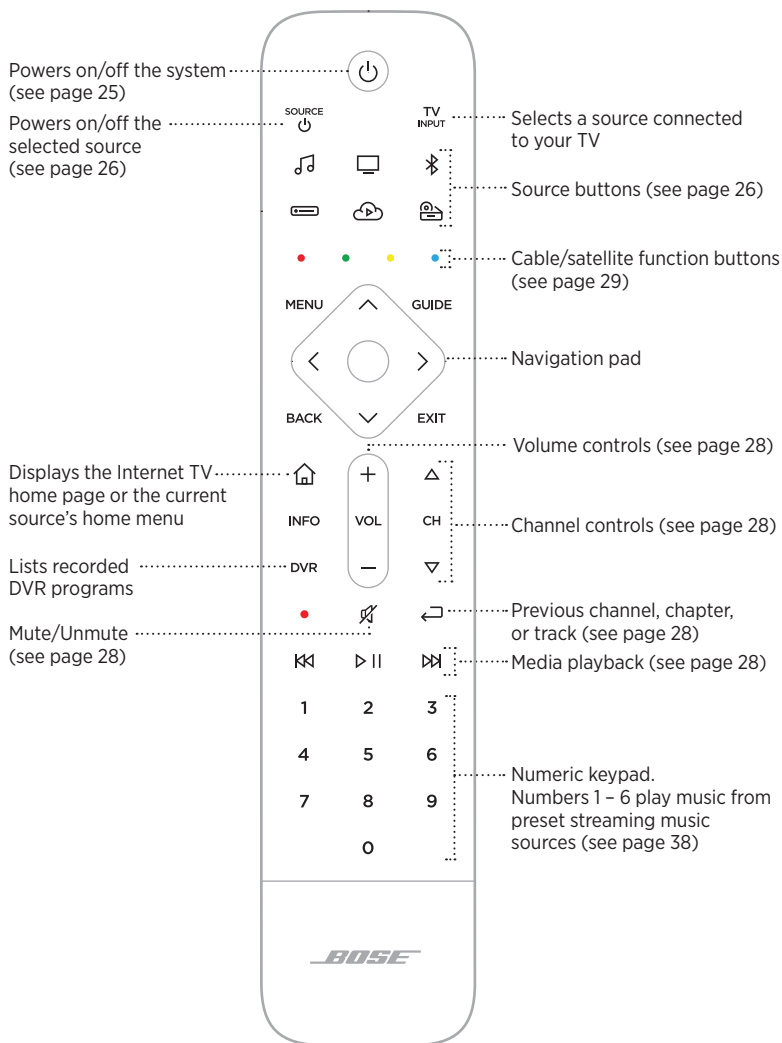 Powers on/off the system
(see page 25)
SOURCE
TV
INPUT
Powers on/off the
selected source
(see page 26)
Selects a source connected
to your TV
Source buttons (see page 26)
Cable/satellite function buttons
(see page 29)
MENU
GUIDE
Navigation pad
BACK
EXIT
Volume controls (see page 28)
Displays the Internet TV
home page or the current
source's home menu
INFO
VOL
CH
Channel controls (see page 28)
Lists recorded
DVR programs
DVR
Mute/Unmute
(see page 28)
Previous channel, chapter,
or track (see page 28)
Media playback (see page 28)
1 2 3
4 5 6
7 8 9
0
Numeric keypad.
Numbers 1 – 6 play music from
preset streaming music
sources (see page 38)
BOSE